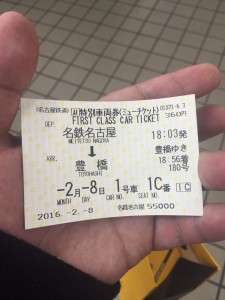 (名古屋鉄道) 特別車両券(ミューチケット)
FIRST CLASS CAR TICKET 360円
DEP. 名鉄名古屋 18:03発
MEITETSU NAGOYA
↓ 豊橋ゆき
ARR. 豊橋 18:56着
TOYOHASHI 180号
-2月-8日 1号車 1C番
MONTH DAY CAR NO. SEAT NO.
2016.-2.-8 名鉄名古屋 55000